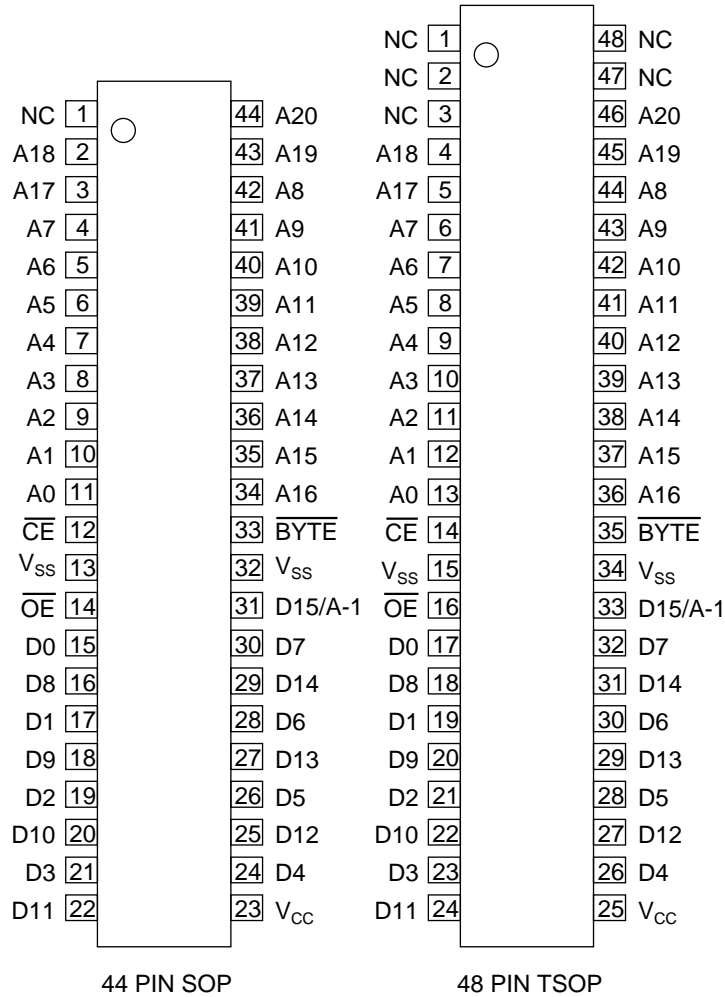 NC 1 48 NC
NC 2 47 NC
NC 1 44 A20 NC 3 46 A20
A18 2 43 A19 A18 4 45 A19
A17 3 42 A8 A17 5 44 A8
A7 4 41 A9 A7 6 43 A9
A6 5 40 A10 A6 7 42 A10
A5 6 39 A11 A5 8 41 A11
A4 7 38 A12 A4 9 40 A12
A3 8 37 A13 A3 10 39 A13
A2 9 36 A14 A2 11 38 A14
A1 10 35 A15 A1 12 37 A15
A0 11 34 A16 A0 13 36 A16
CE 12 33 BYTE CE 14 35 BYTE
VSS 13 32 VSS VSS 15 34 VSS
OE 14 31 D15/A-1 OE 16 33 D15/A-1
D0 15 30 D7 D0 17 32 D7
D8 16 29 D14 D8 18 31 D14
D1 17 28 D6 D1 19 30 D6
D9 18 27 D13 D9 20 29 D13
D2 19 26 D5 D2 21 28 D5
D10 20 25 D12 D10 22 27 D12
D3 21 24 D4 D3 23 26 D4
D11 22 23 VCC D11 24 25 VCC
44 PIN SOP 48 PIN TSOP